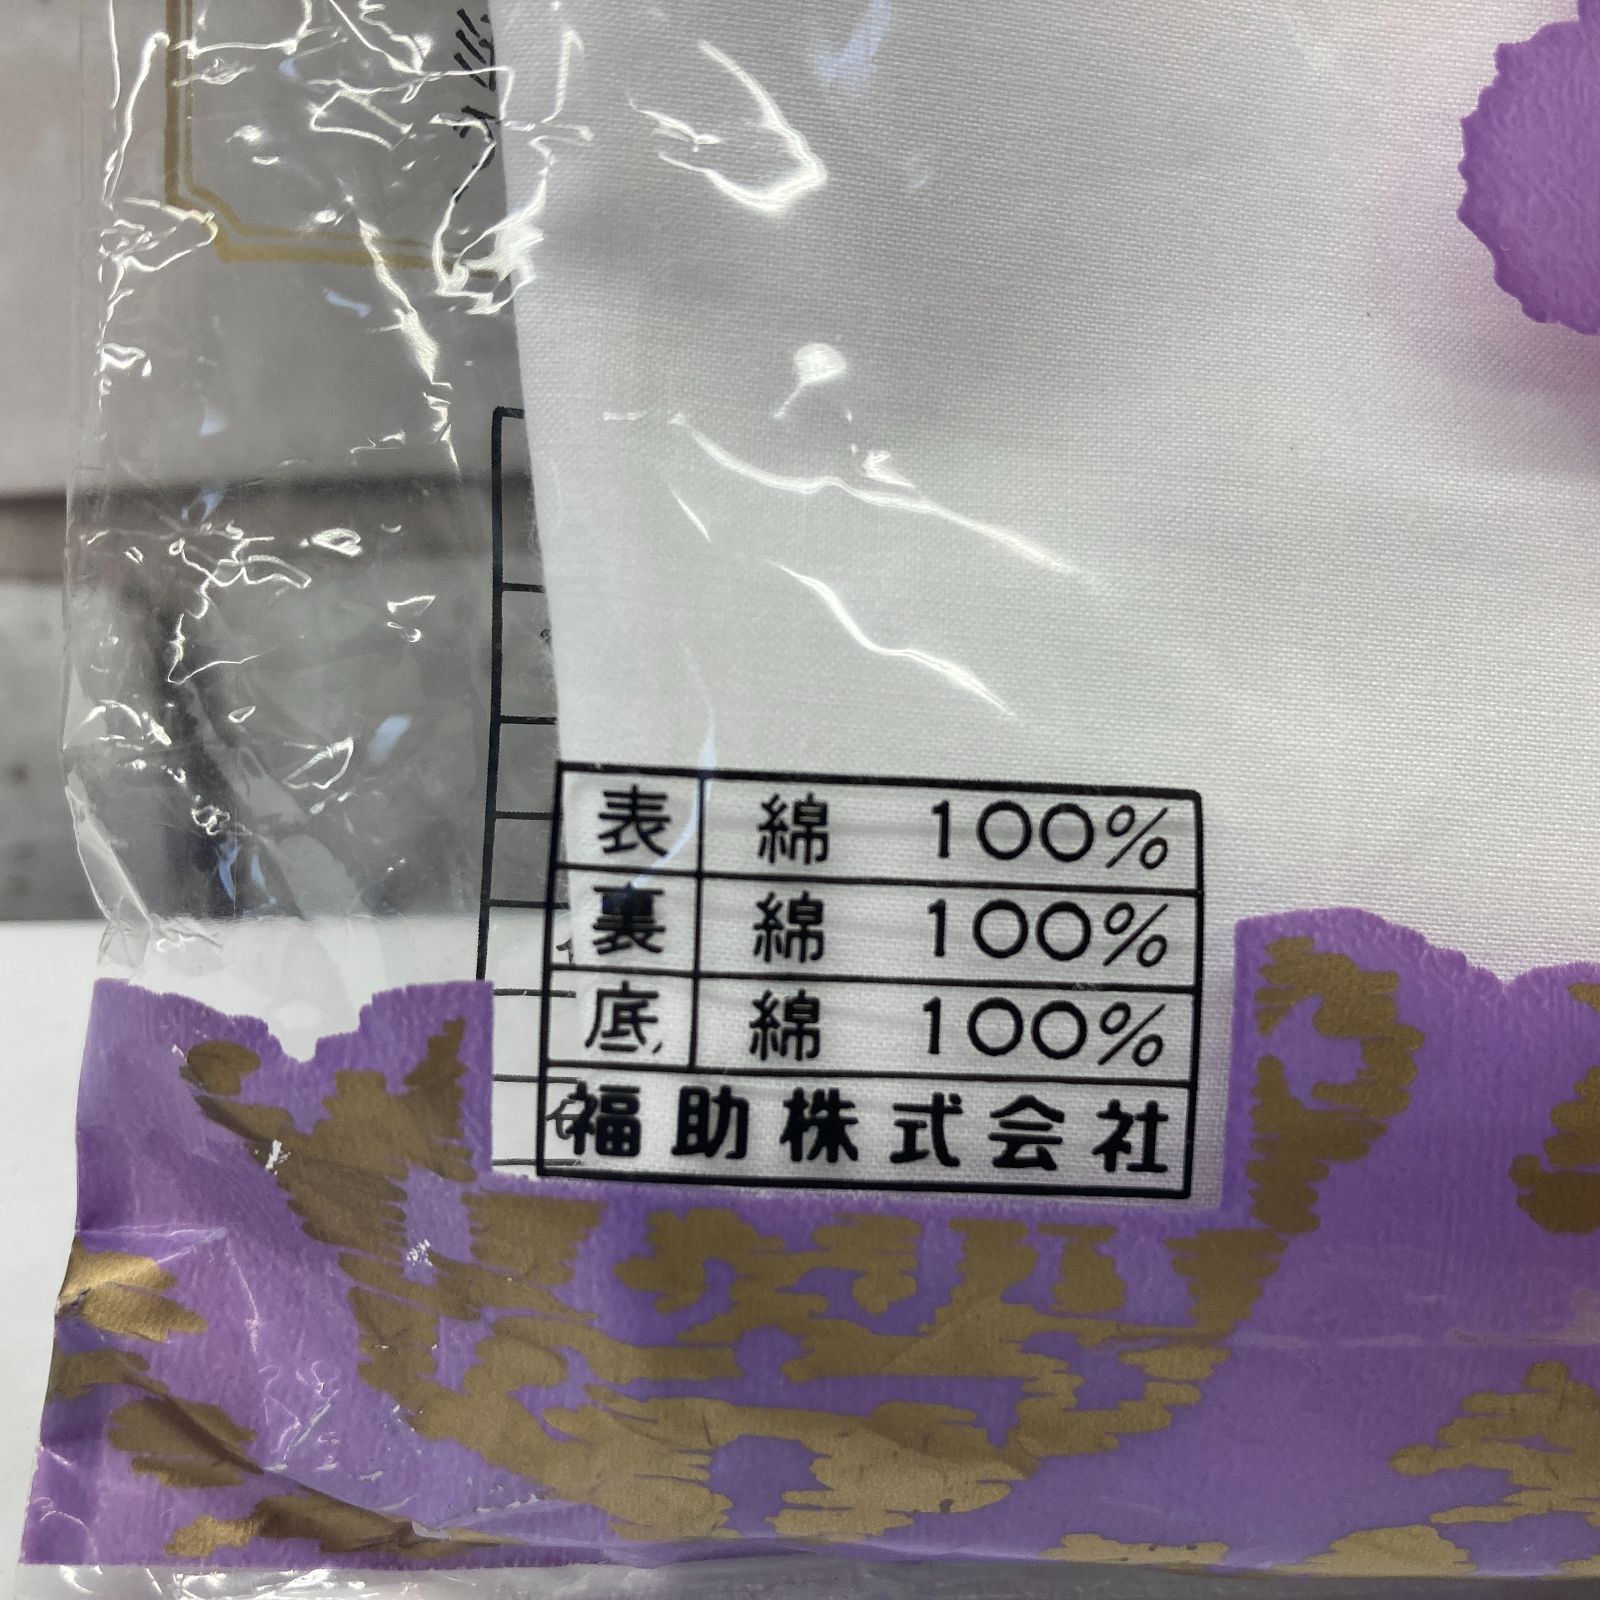 表 綿 100%
裏 綿 100%
底 綿 100%
福助株式会社